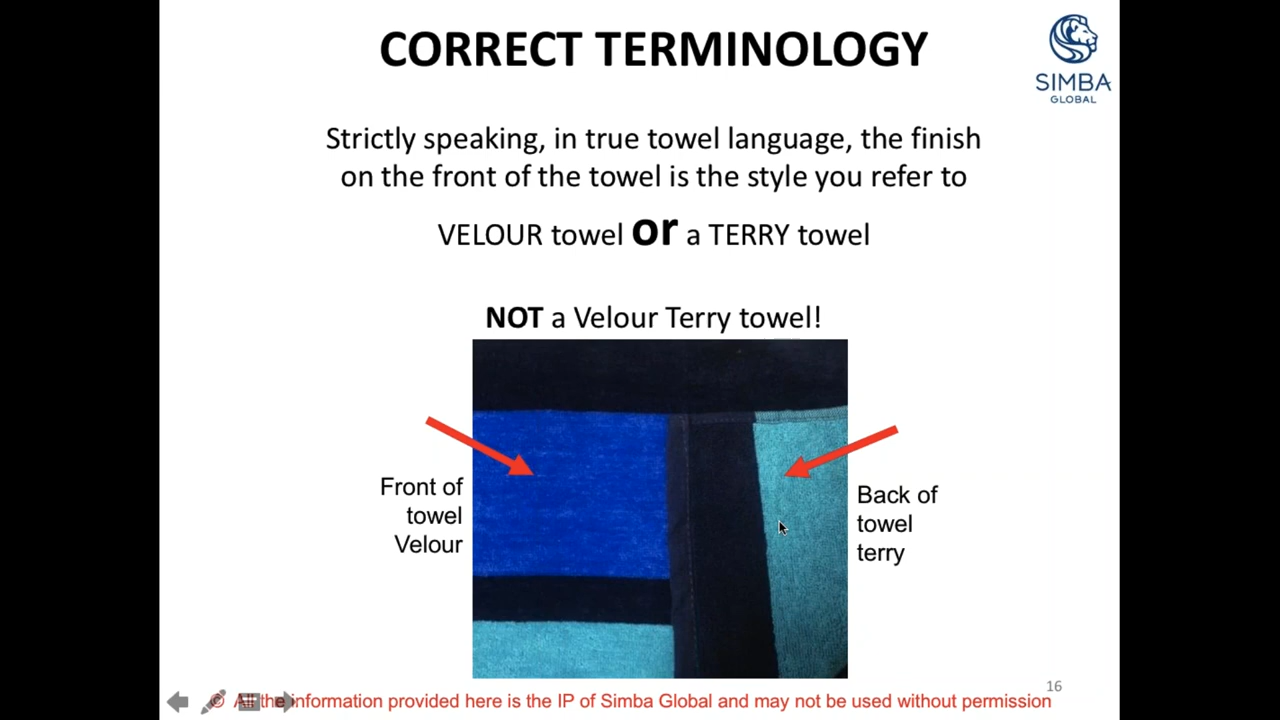 CORRECT TERMINOLOGY
SIMBA
GLOBAL
Strictly speaking, in true towel language, the finish
on the front of the towel is the style you refer to
VELOUR towel or a TERRY towel
NOT a Velour Terry towel!
Front of
towel
Velour
Back of
towel
terry
16
© All the information provided here is the IP of Simba Global and may not be used without permission